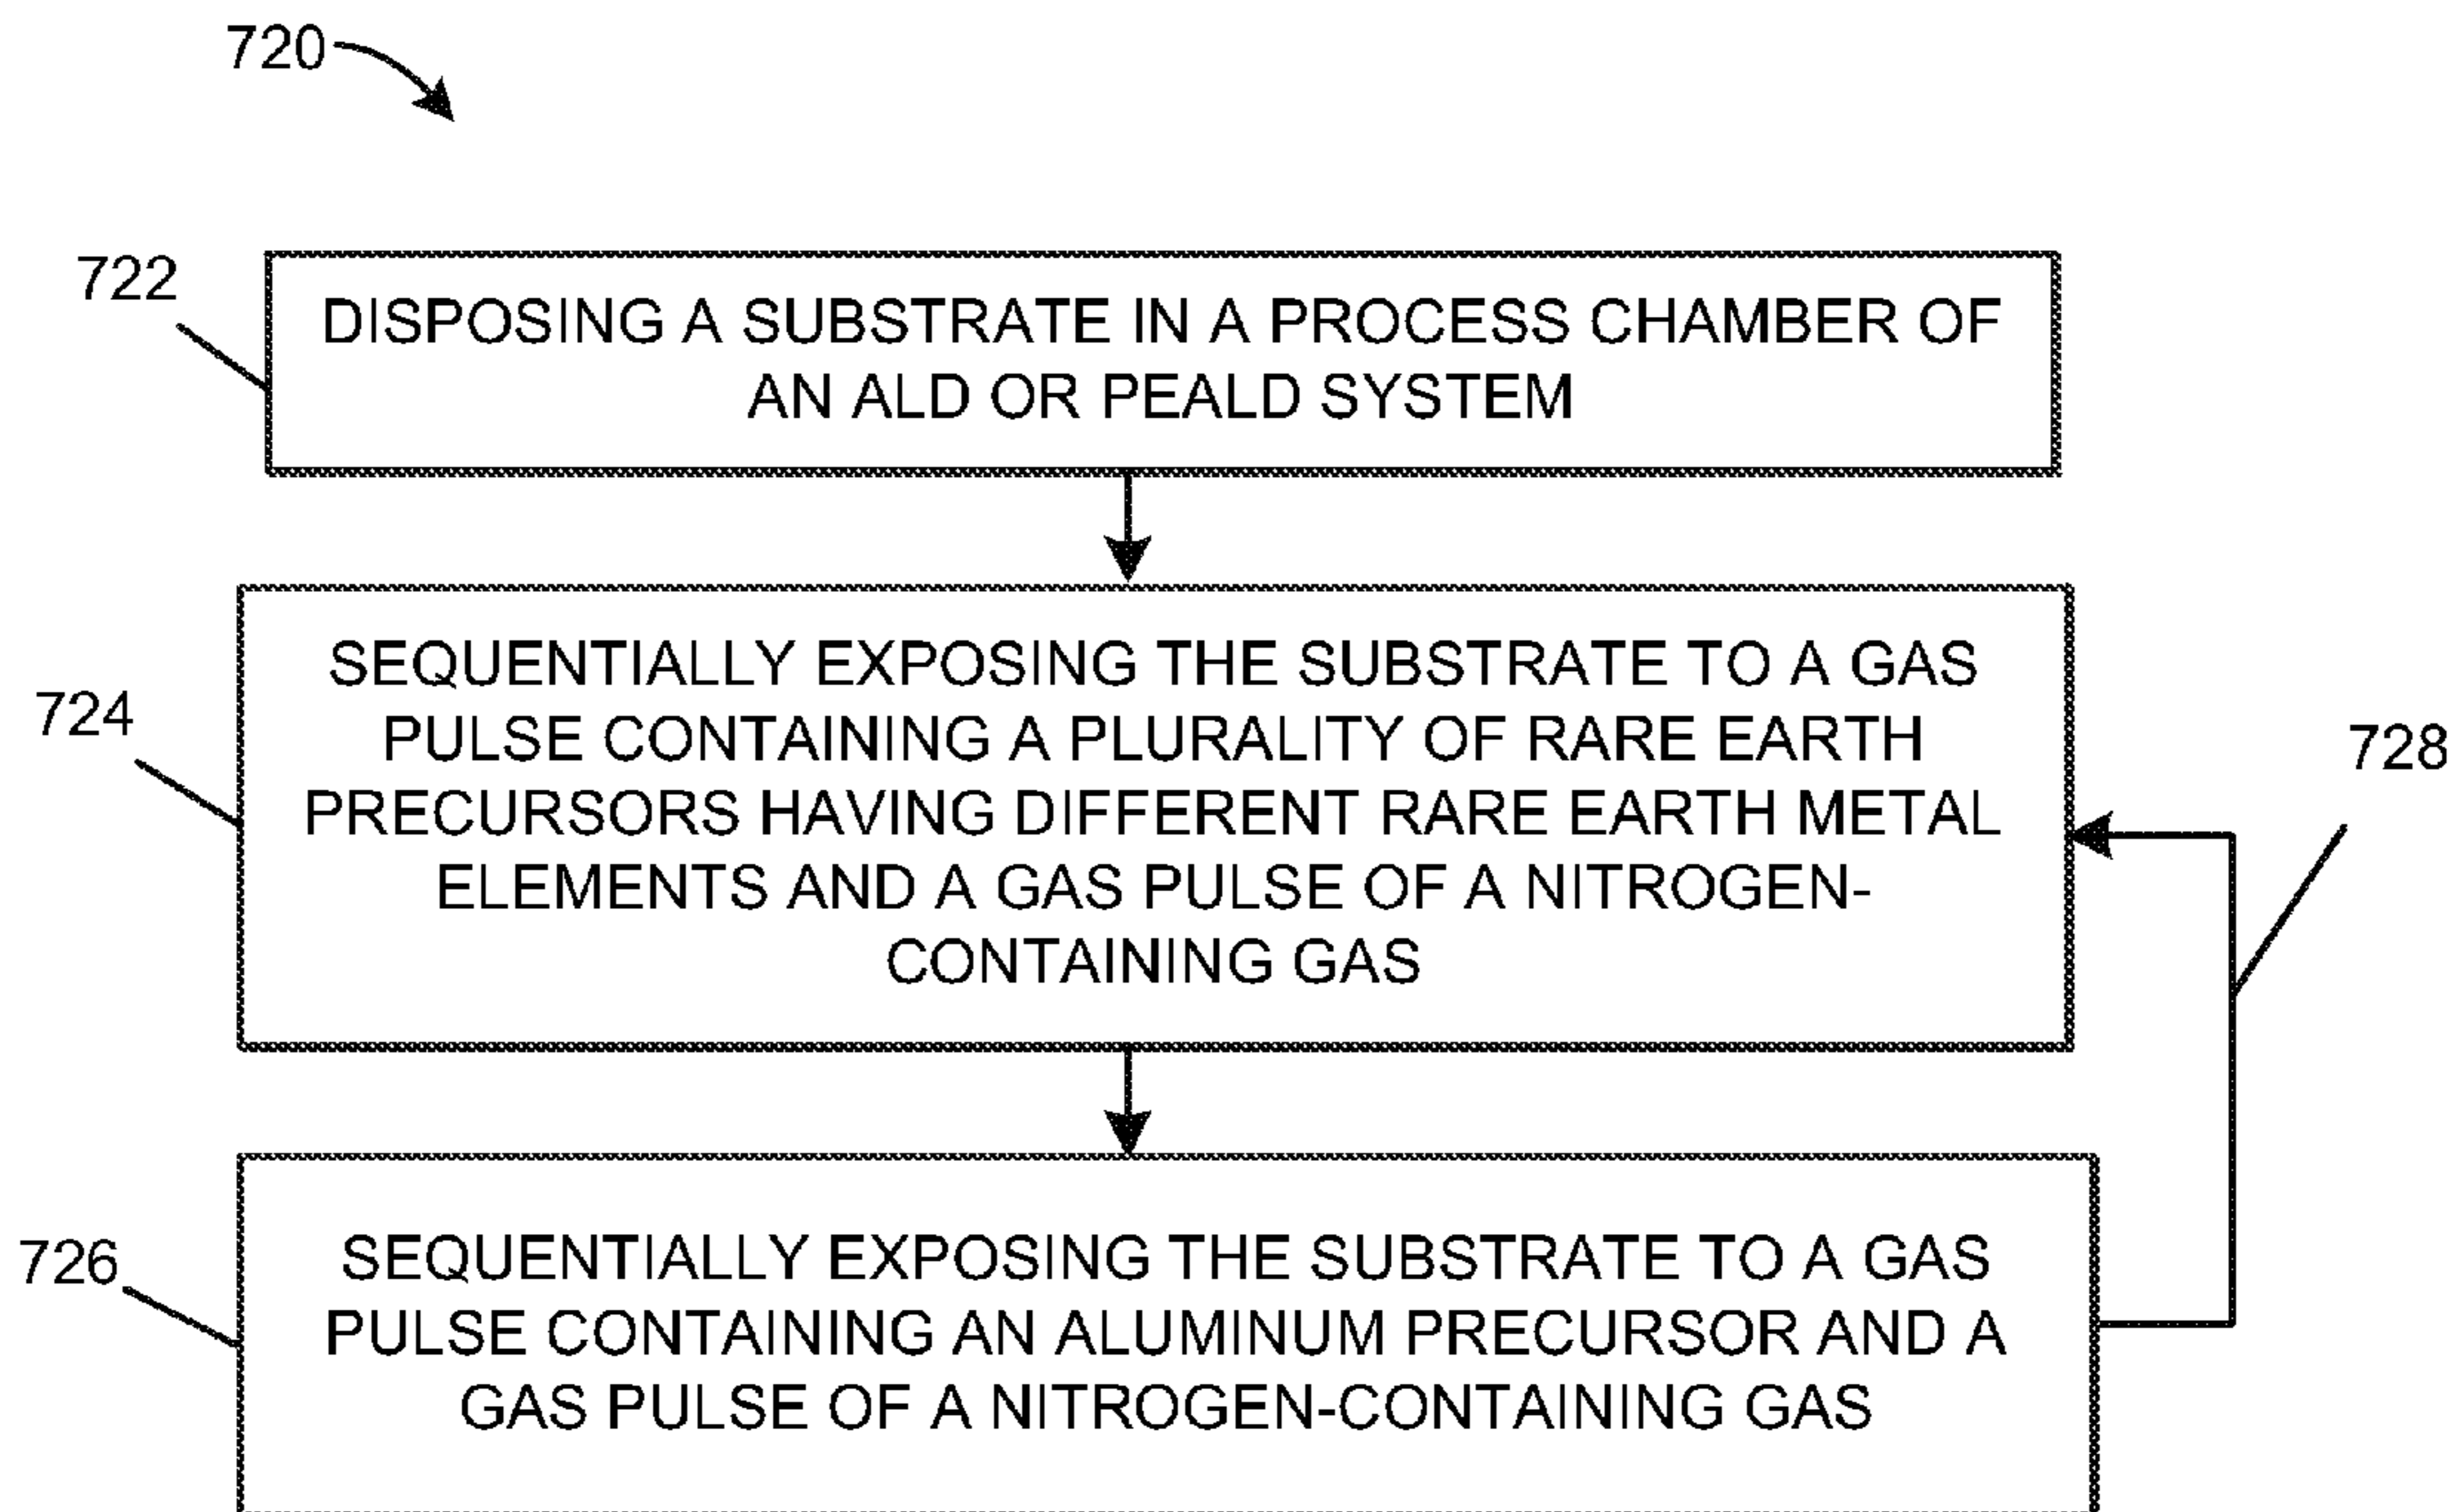 720
722
DISPOSING A SUBSTRATE IN A PROCESS CHAMBER OF
AN ALD OR PEALD SYSTEM
724
SEQUENTIALLY EXPOSING THE SUBSTRATE TO A GAS
PULSE CONTAINING A PLURALITY OF RARE EARTH
PRECURSORS HAVING DIFFERENT RARE EARTH METAL
ELEMENTS AND A GAS PULSE OF A NITROGEN-
CONTAINING GAS
728
726
SEQUENTIALLY EXPOSING THE SUBSTRATE TO A GAS
PULSE CONTAINING AN ALUMINUM PRECURSOR AND A
GAS PULSE OF A NITROGEN-CONTAINING GAS